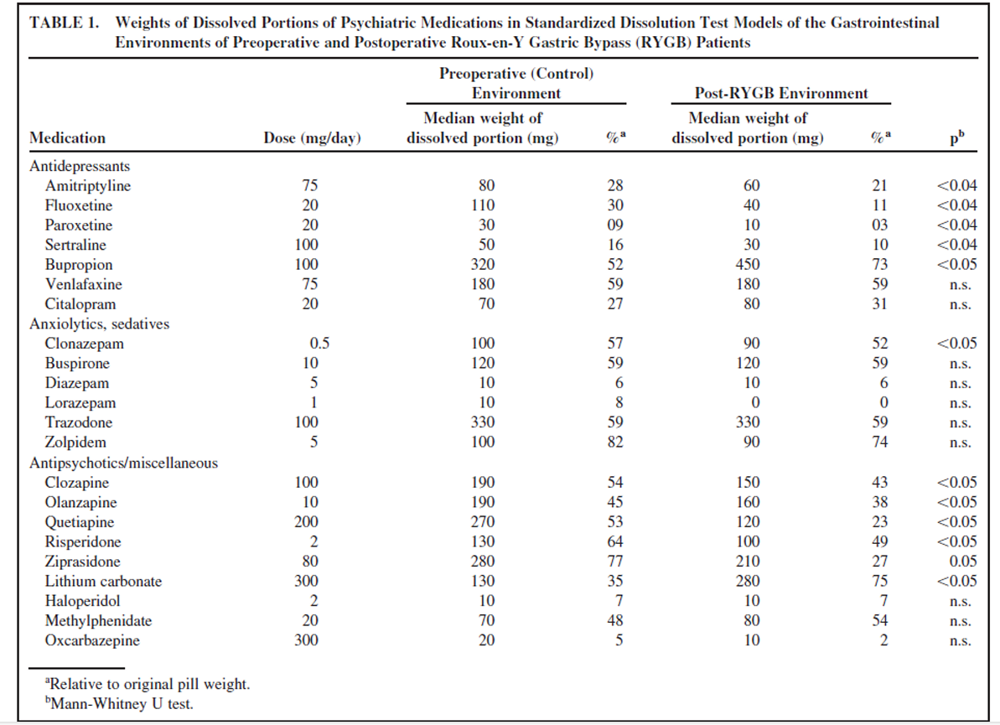 TABLE 1. Weights of Dissolved Portions of Psychiatric Medications in Standardized Dissolution Test Models of the Gastrointestinal
Environments of Preoperative and Postoperative Roux-en-Y Gastric Bypass (RYGB) Patients
Preoperative (Control)
Environment Post-RYGB Environment
Median weight of Median weight of
Medication Dose (mg/day) dissolved portion (mg) %a dissolved portion (mg) %a pb
Antidepressants
Amitriptyline 75 80 28 60 21 <0.04
Fluoxetine 20 110 30 40 11 <0.04
Paroxetine 20 30 09 10 03 <0.04
Sertraline 100 50 16 30 10 <0.04
Bupropion 100 320 52 450 73 <0.05
Venlafaxine 75 180 59 180 59 n.s.
Citalopram 20 70 27 80 31 n.s.
Anxiolytics, sedatives
Clonazepam 0.5 100 57 90 52 <0.05
Buspirone 10 120 59 120 59 n.s.
Diazepam 5 10 6 10 6 n.s.
Lorazepam 1 10 8 0 0 n.s.
Trazodone 100 330 59 330 59 n.s.
Zolpidem 5 100 82 90 74 n.s.
Antipsychotics/miscellaneous
Clozapine 100 190 54 150 43 <0.05
Olanzapine 10 190 45 160 38 <0.05
Quetiapine 200 270 53 120 23 <0.05
Risperidone 2 130 64 100 49 <0.05
Ziprasidone 80 280 77 210 27 0.05
Lithium carbonate 300 130 35 280 75 <0.05
Haloperidol 2 10 7 10 7 n.s.
Methylphenidate 20 70 48 80 54 n.s.
Oxcarbazepine 300 20 5 10 2 n.s.
aRelative to original pill weight.
bMann-Whitney U test.